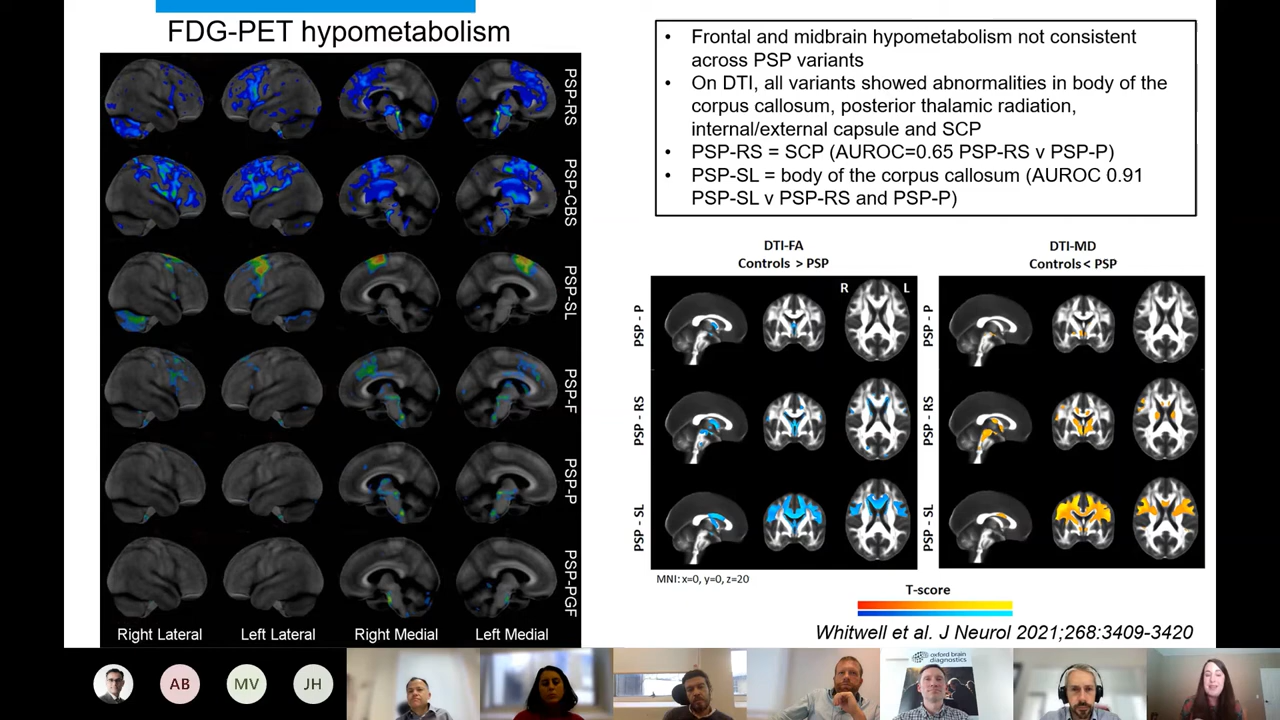 FDG-PET hypometabolism
PSP-RS
PSP-CBS
PSP-SL
PSP-F
PSP-P
PSP-PGF
Right Lateral
Left Lateral
Right Medial
Left Medial
• Frontal and midbrain hypometabolism not consistent
across PSP variants
• On DTI, all variants showed abnormalities in body of the
corpus callosum, posterior thalamic radiation,
internal/external capsule and SCP
• PSP-RS = SCP (AUROC=0.65 PSP-RS v PSP-P)
• PSP-SL = body of the corpus callosum (AUROC 0.91
PSP-SL v PSP-RS and PSP-P)
DTI-FA
Controls > PSP
R
L
PSP - P
PSP - RS
PSP - SL
DTI-MD
Controls < PSP
PSP - P
PSP - RS
PSP - SL
MNI: x=0, y=0, z=20
T-score
Whitwell et al. J Neurol 2021;268:3409-3420
AB
MV
JH
oxford brain
diagnostics